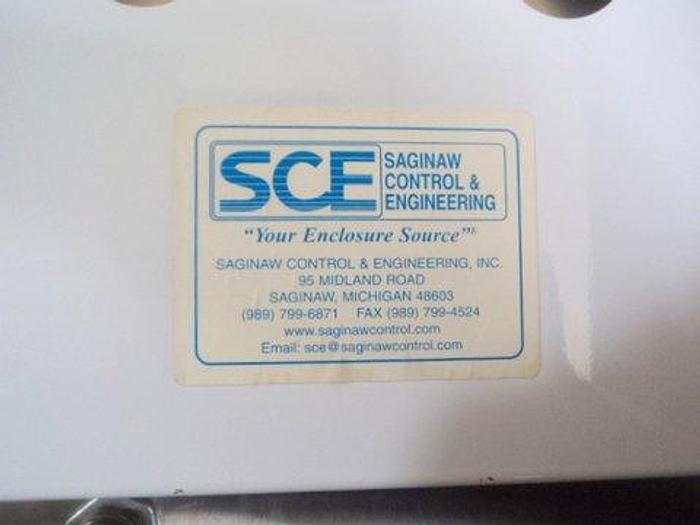 SCE
SAGINAW
CONTROL &
ENGINEERING
"Your Enclosure Source"®
SAGINAW CONTROL & ENGINEERING, INC.
95 MIDLAND ROAD
SAGINAW, MICHIGAN 48603
(989) 799-6871 FAX (989) 799-4524
www.saginawcontrol.com
Email: sce@saginawcontrol.com